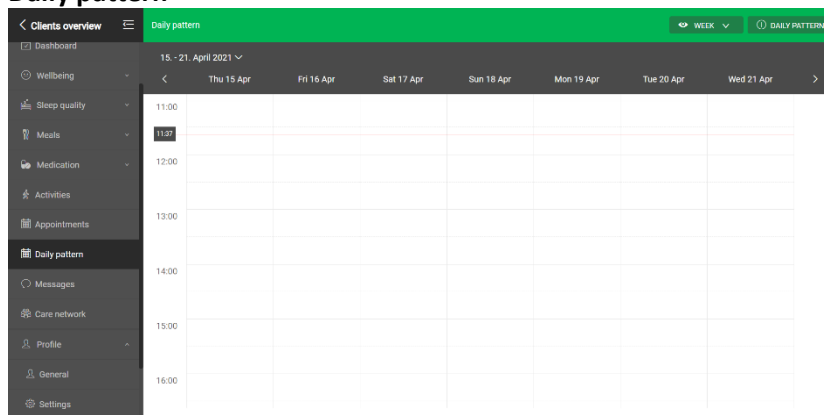 Daily pattern
Clients overview
Daily pattern
WEEK
DAILY PATTERN
Dashboard
15. - 21. April 2021
Wellbeing
Thu 15 Apr
Fri 16 Apr
Sat 17 Apr
Sun 18 Apr
Mon 19 Apr
Tue 20 Apr
Wed 21 Apr
Sleep quality
Meals
Medication
Activities
Appointments
Daily pattern
Messages
Care network
Profile
General
Settings
11:00
11:37
12:00
13:00
14:00
15:00
16:00